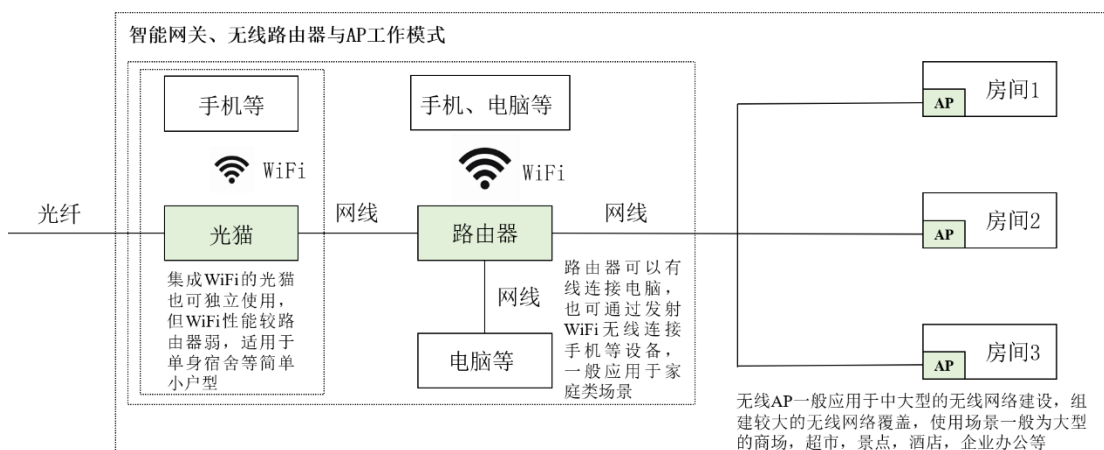 智能网关、无线路由器与AP工作模式
手机等
手机、电脑等
AP
房间1
WiFi
WiFi
光纤
光猫
网线
路由器
网线
AP
房间2
集成WiFi的光猫
也可独立使用，
但WiFi性能较路
由器弱，适用于
单身宿舍等简单
小户型
网线
电脑等
路由器可以有
线连接电脑，
也可通过发射
WiFi无线连接
手机等设备，
一般应用于家
庭类场景
AP
房间3
无线AP一般应用于中大型的无线网络建设，组
建较大的无线网络覆盖，使用场景一般为大型
的商场，超市，景点，酒店，企业办公等